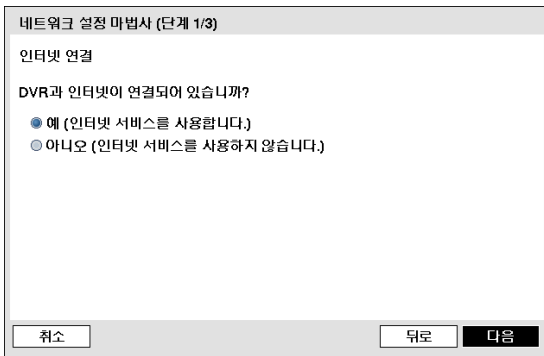 네트워크 설정 마법사 (단계 1/3)
인터넷 연결
DVR과 인터넷이 연결되어 있습니까?
예 (인터넷 서비스를 사용합니다.)
아니오 (인터넷 서비스를 사용하지 않습니다.)
취소
뒤로
다음